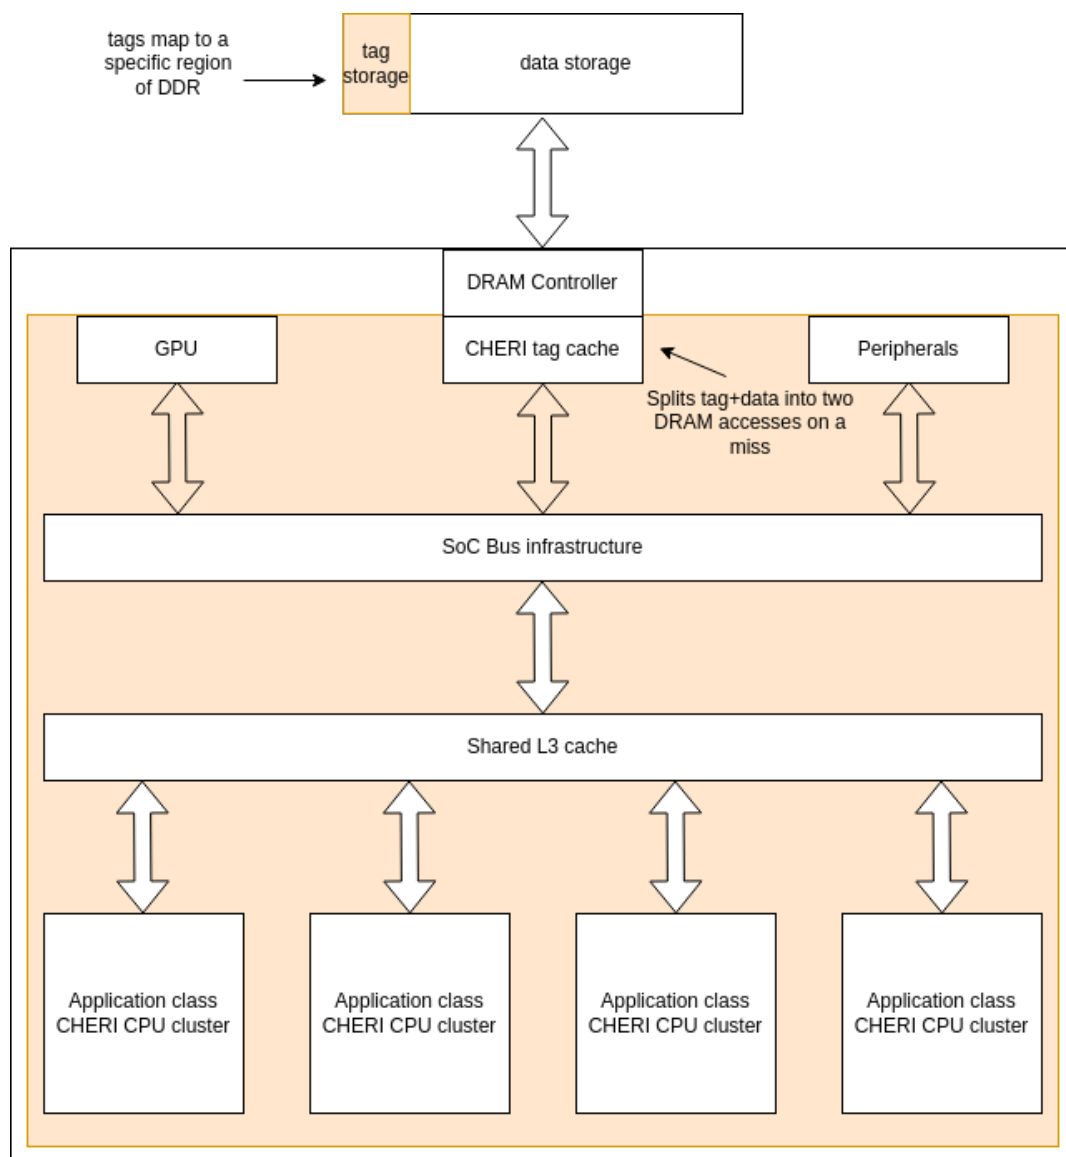 tags map to a
specific region
of DDR
tag
storage
data storage
DRAM Controller
GPU
CHERI tag cache
Peripherals
Splits tag+data into two
DRAM accesses on a
miss
SoC Bus infrastructure
Shared L3 cache
Application class
CHERI CPU cluster
Application class
CHERI CPU cluster
Application class
CHERI CPU cluster
Application class
CHERI CPU cluster